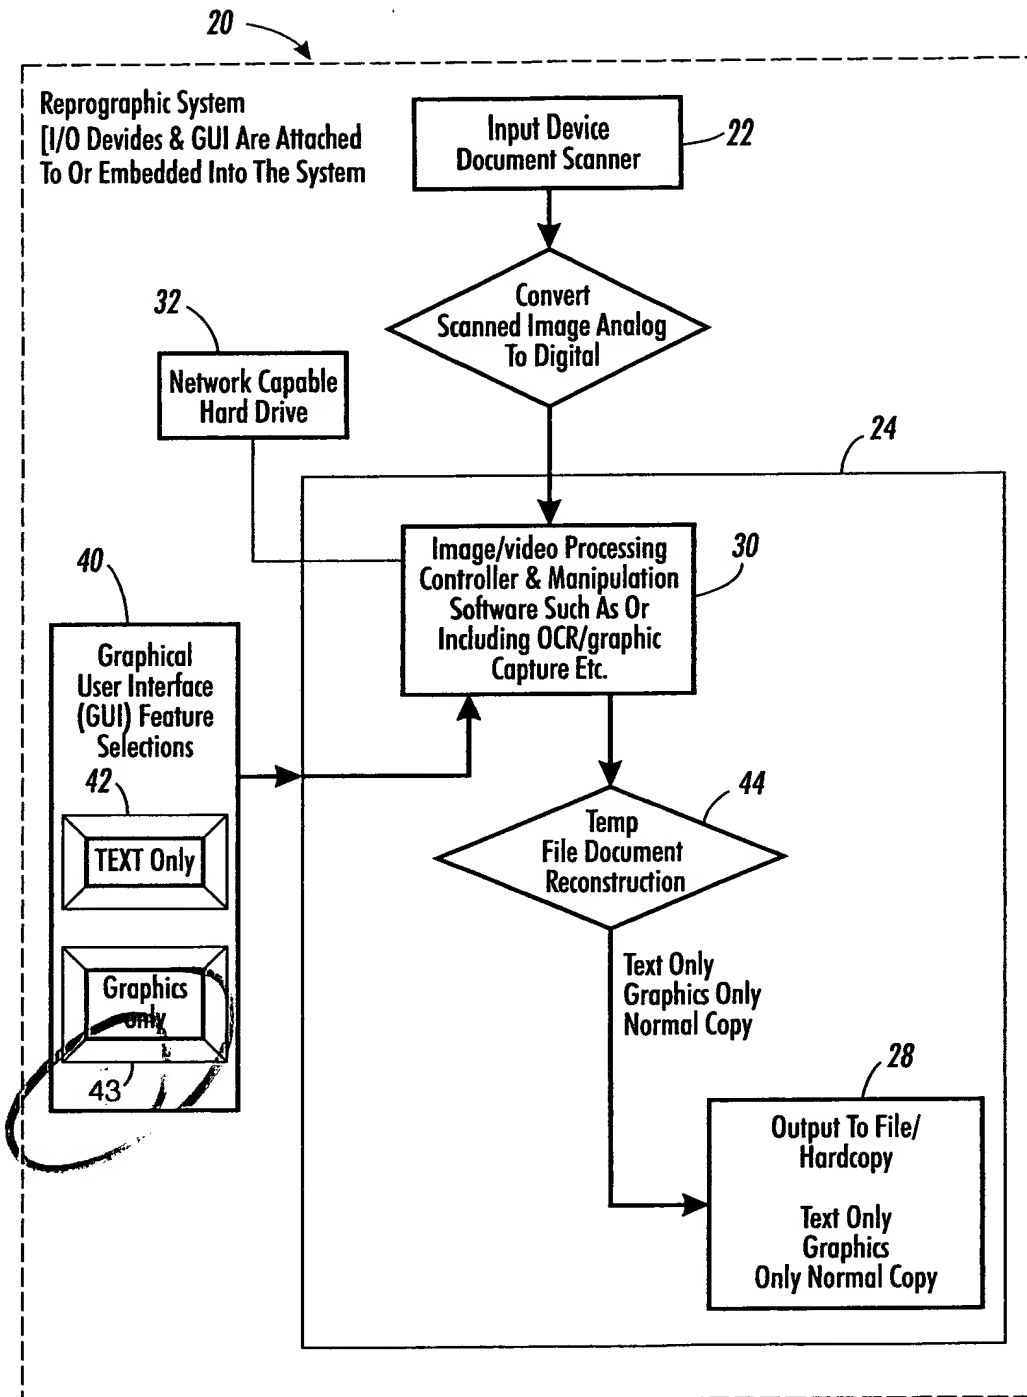 20
Reprographic System
[I/O Devides & GUI Are Attached
To Or Embedded Into The System
Input Device
Document Scanner
22
Convert
Scanned Image Analog
To Digital
32
Network Capable
Hard Drive
24
Image/video Processing
Controller & Manipulation
Software Such As Or
Including OCR/graphic
Capture Etc.
30
40
Graphical
User Interface
(GUI) Feature
Selections
42
TEXT Only
Graphics
only
43
Temp
File Document
Reconstruction
44
Text Only
Graphics Only
Normal Copy
28
Output To File/
Hardcopy
Text Only
Graphics
Only Normal Copy